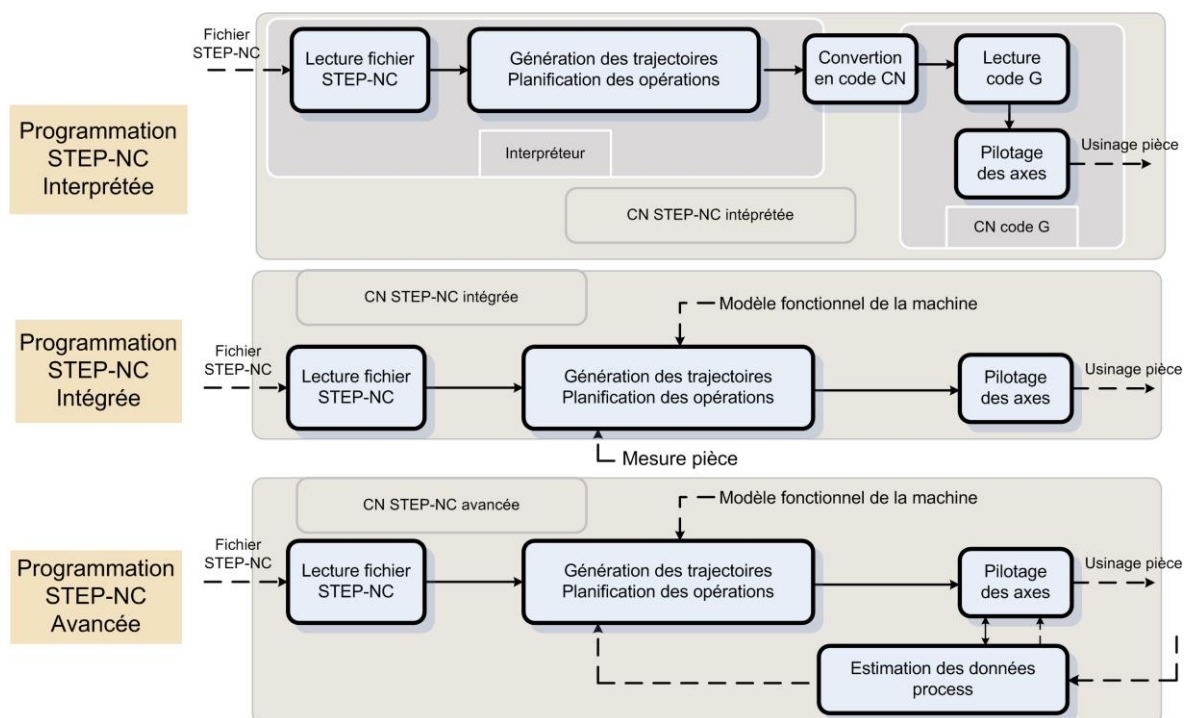 Programmation
STEP-NC
Interprétée
Fichier
STEP-NC
Lecture fichier
STEP-NC
Génération des trajectoires
Planification des opérations
Convertion
en code CN
Lecture
code G
Interpréteur
Pilotage
des axes
Usinage pièce
CN STEP-NC intéprétée
CN code G
Programmation
STEP-NC
Intégrée
CN STEP-NC intégrée
Modèle fonctionnel de la machine
Fichier
STEP-NC
Lecture fichier
STEP-NC
Génération des trajectoires
Planification des opérations
Pilotage
des axes
Usinage pièce
Mesure pièce
Programmation
STEP-NC
Avancée
CN STEP-NC avancée
Modèle fonctionnel de la machine
Fichier
STEP-NC
Lecture fichier
STEP-NC
Génération des trajectoires
Planification des opérations
Pilotage
des axes
Usinage pièce
Estimation des données
process